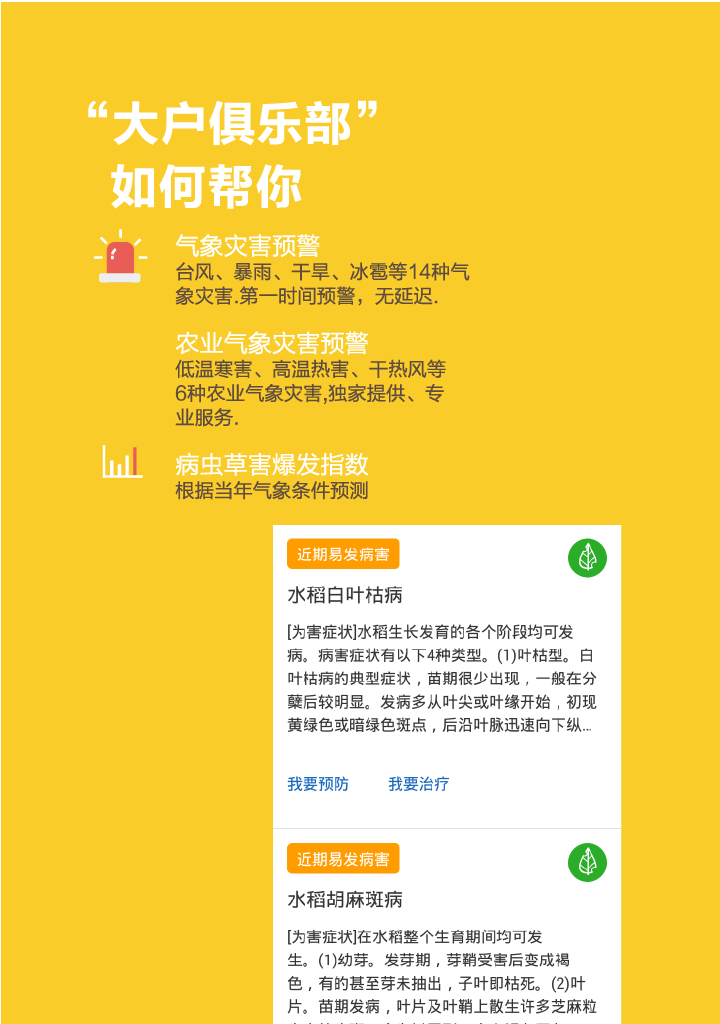 “大户俱乐部”
如何帮你
气象灾害预警
台风、暴雨、干旱、冰雹等14种气
象灾害.第一时间预警，无延迟.
农业气象灾害预警
低温寒害、高温热害、干热风等
6种农业气象灾害,独家提供、专
业服务.
病虫草害爆发指数
根据当年气象条件预测
近期易发病害
水稻白叶枯病
[为害症状]水稻生长发育的各个阶段均可发
病。病害症状有以下4种类型。(1)叶枯型。白
叶枯病的典型症状，苗期很少出现，一般在分
蘖后较明显。发病多从叶尖或叶缘开始，初现
黄绿色或暗绿色斑点，后沿叶脉迅速向下纵...
我要预防 我要治疗
近期易发病害
水稻胡麻斑病
[为害症状]在水稻整个生育期间均可发
生。(1)幼芽。发芽期，芽鞘受害后变成褐
色，有的甚至芽未抽出，子叶即枯死。(2)叶
片。苗期发病，叶片及叶鞘上散生许多芝麻粒